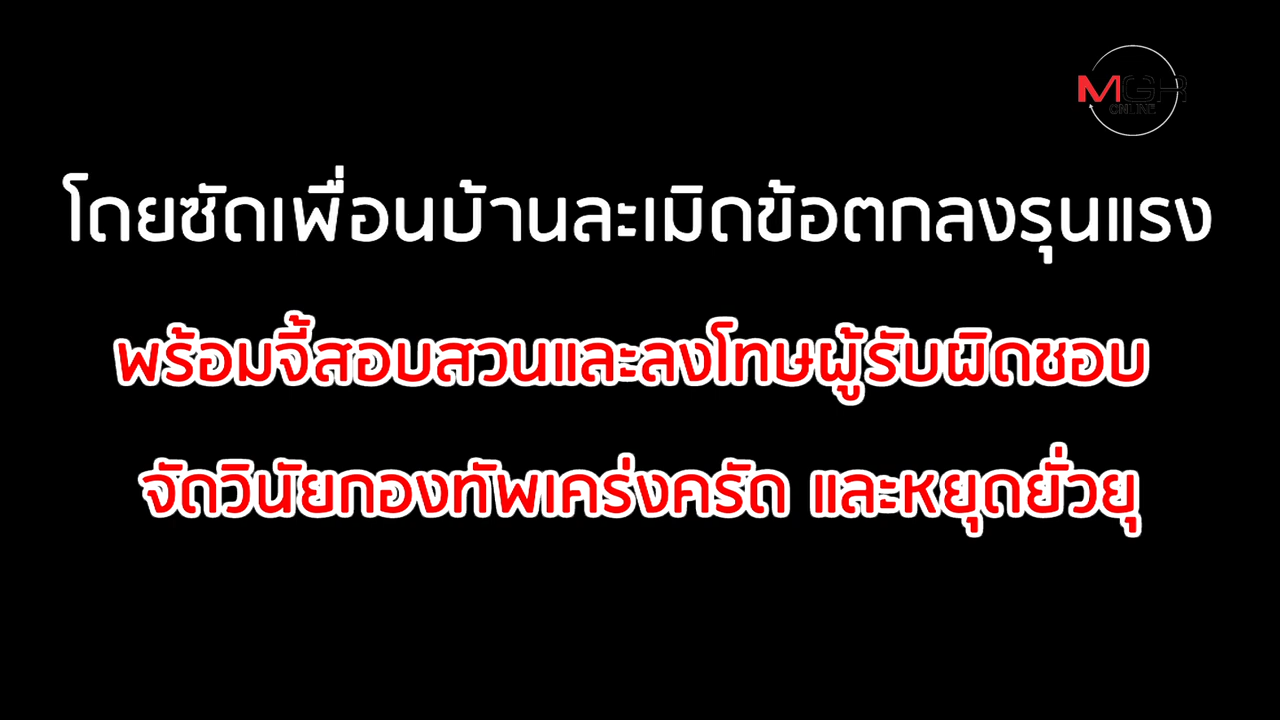 MGR
ONLINE
โดยซัดเพื่อนบ้านละเมิดข้อตกลงรุนแรง
พร้อมจี้สอบสวนและลงโทษผู้รับผิดชอบ
จัดวินัยกองทัพเคร่งครัด และหยุดยั่วยุ